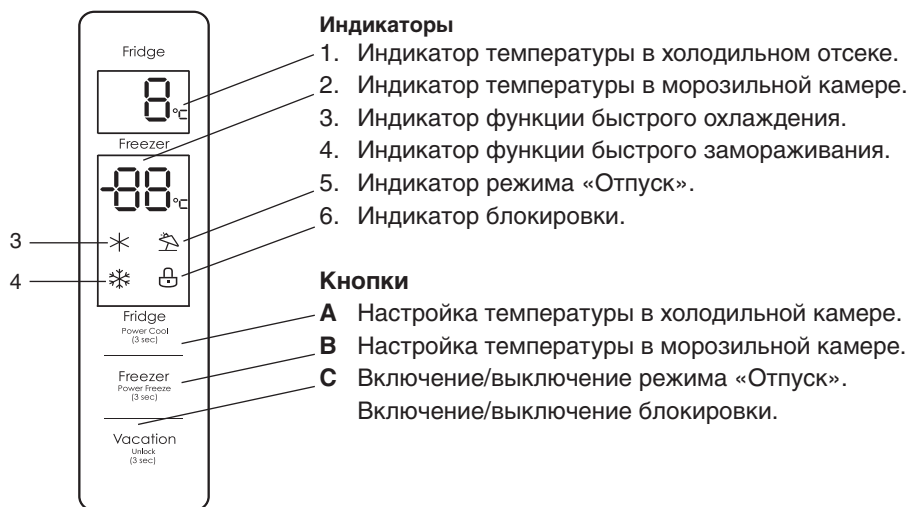 Fridge
8°C
Freezer
-88°C
3
4
Fridge
Power Cool
(3 sec)
Freezer
Power Freeze
(3 sec)
Vacation
Unlock
(3 sec)
Индикаторы
1. Индикатор температуры в холодильном отсеке.
2. Индикатор температуры в морозильной камере.
3. Индикатор функции быстрого охлаждения.
4. Индикатор функции быстрого замораживания.
5. Индикатор режима «Отпуск».
6. Индикатор блокировки.
Кнопки
A Настройка температуры в холодильной камере.
B Настройка температуры в морозильной камере.
C Включение/выключение режима «Отпуск».
Включение/выключение блокировки.